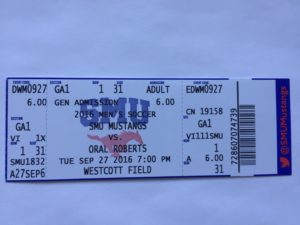 DWM0927 GA1 1 31 ADULT EDWM0927
6.00 GEN ADMISSION 6.00
2016 MEN'S SOCCER CN 19158
GA1 SMU MUSTANGS GA1
VI 1X VS. VI111SMU
1 31 ORAL ROBERTS 1
SMU1832 TUE SEP 27 2016 7:00 PM A 6.00
A27SEP6 WESTCOTT FIELD 31
SMU
728607074739
@SMUMustangs